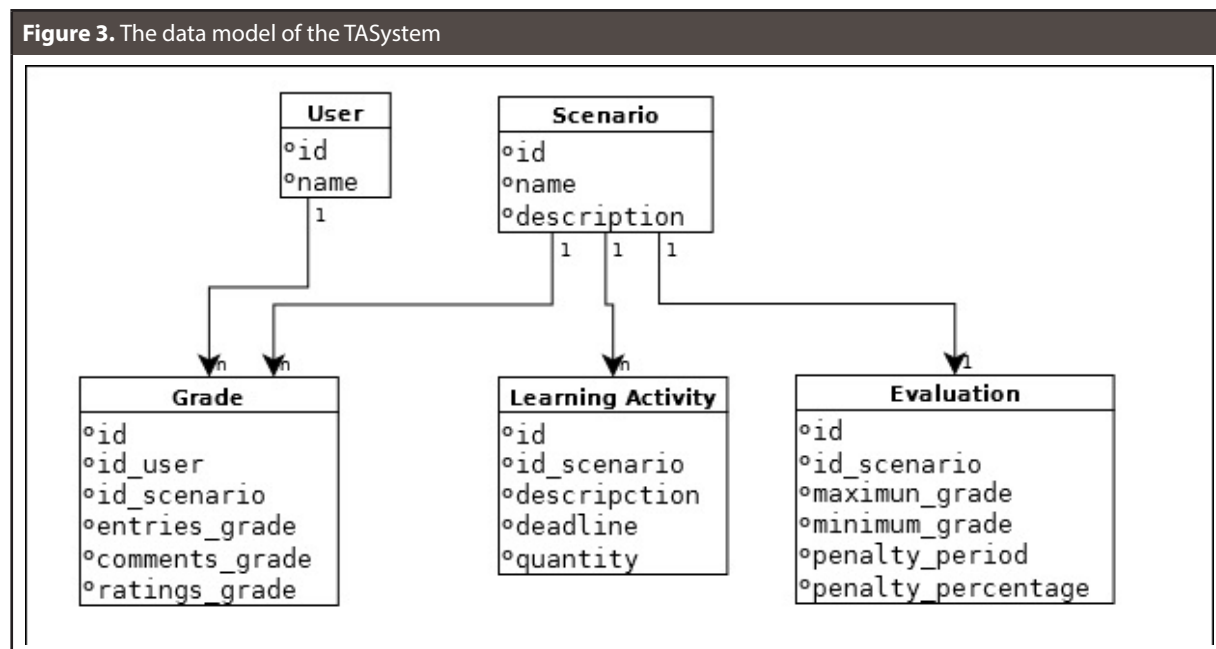 Figure 3. The data model of the TASystem
User
°id
°name
1
Scenario
°id
°name
°description
1
1
1
n
n
n
1
Grade
°id
°id_user
°id_scenario
°entries_grade
°comments_grade
°ratings_grade
Learning Activity
°id
°id_scenario
°descripction
°deadline
°quantity
Evaluation
°id
°id_scenario
°maximun_grade
°minimum_grade
°penalty_period
°penalty_percentage